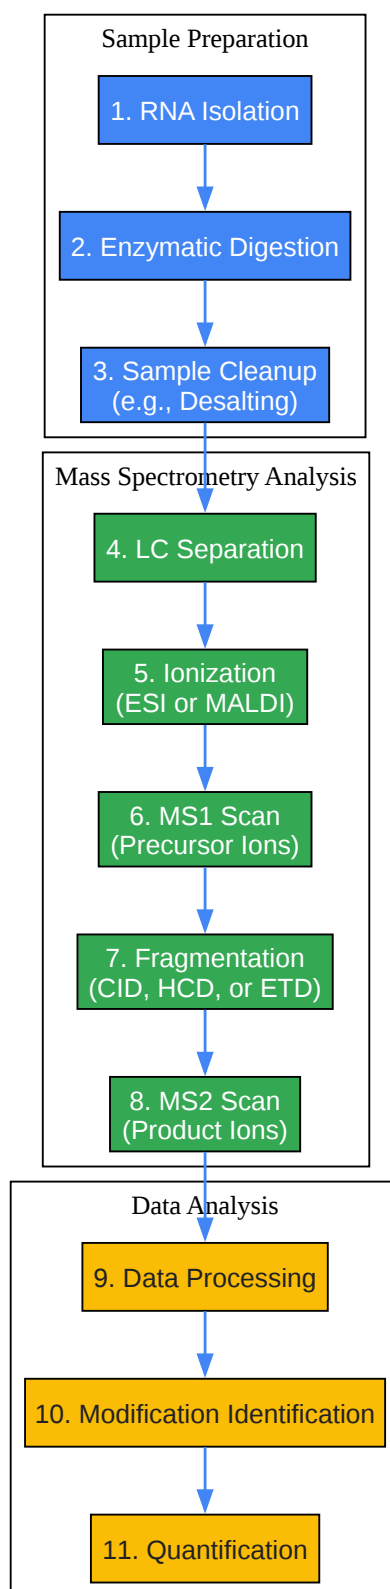 Sample Preparation
1. RNA Isolation
2. Enzymatic Digestion
3. Sample Cleanup
(e.g., Desalting)
Mass Spectrometry Analysis
4. LC Separation
5. Ionization
(ESI or MALDI)
6. MS1 Scan
(Precursor Ions)
7. Fragmentation
(CID, HCD, or ETD)
8. MS2 Scan
(Product Ions)
Data Analysis
9. Data Processing
10. Modification Identification
11. Quantification